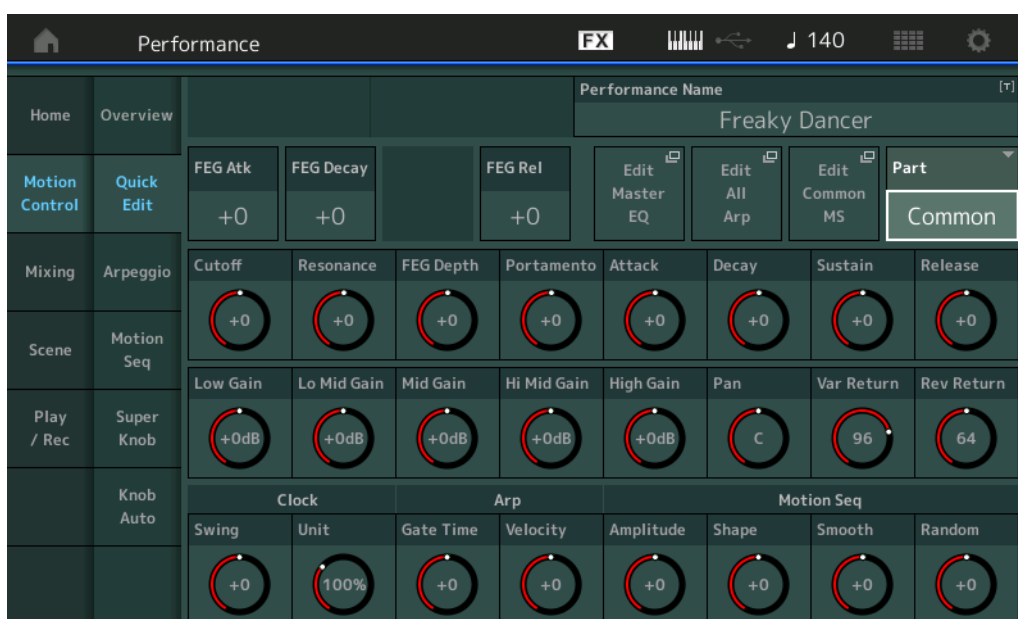 Performance
FX
♩ 140
Home
Overview
Performance Name
[T]
Freaky Dancer
Motion
Control
Quick
Edit
FEG Atk
+0
FEG Decay
+0
FEG Rel
+0
Edit
Master
EQ
Edit
All
Arp
Edit
Common
MS
Part
Common
Mixing
Arpeggio
Cutoff
Resonance
FEG Depth
Portamento
Attack
Decay
Sustain
Release
+0
+0
+0
+0
+0
+0
+0
+0
Scene
Motion
Seq
Low Gain
Lo Mid Gain
Mid Gain
Hi Mid Gain
High Gain
Pan
Var Return
Rev Return
Play
/ Rec
Super
Knob
+0dB
+0dB
+0dB
+0dB
+0dB
C
96
64
Knob
Auto
Clock
Arp
Motion Seq
Swing
Unit
Gate Time
Velocity
Amplitude
Shape
Smooth
Random
+0
100%
+0
+0
+0
+0
+0
+0